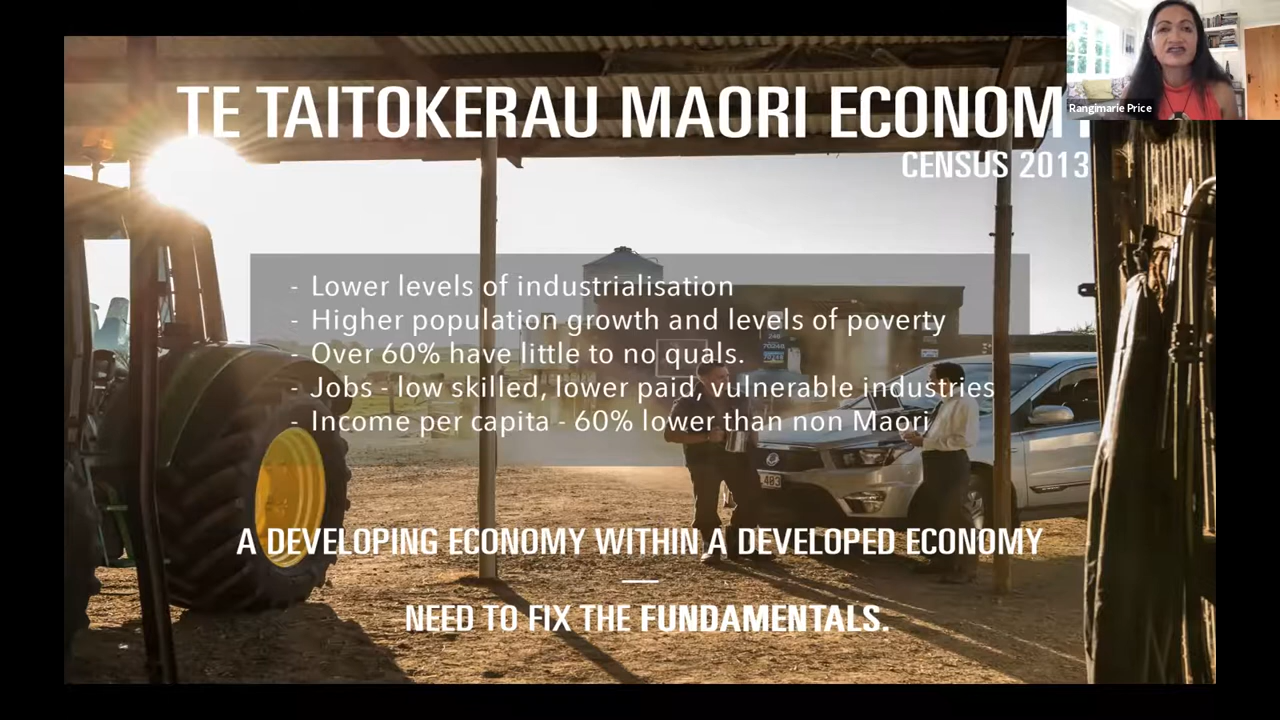 TE TAITOKERAU MAORI ECONOMY
Rangimarie Price
CENSUS 2013
- Lower levels of industrialisation
- Higher population growth and levels of poverty
- Over 60% have little to no quals.
- Jobs - low skilled, lower paid, vulnerable industries
- Income per capita - 60% lower than non Maori
A DEVELOPING ECONOMY WITHIN A DEVELOPED ECONOMY
NEED TO FIX THE FUNDAMENTALS.